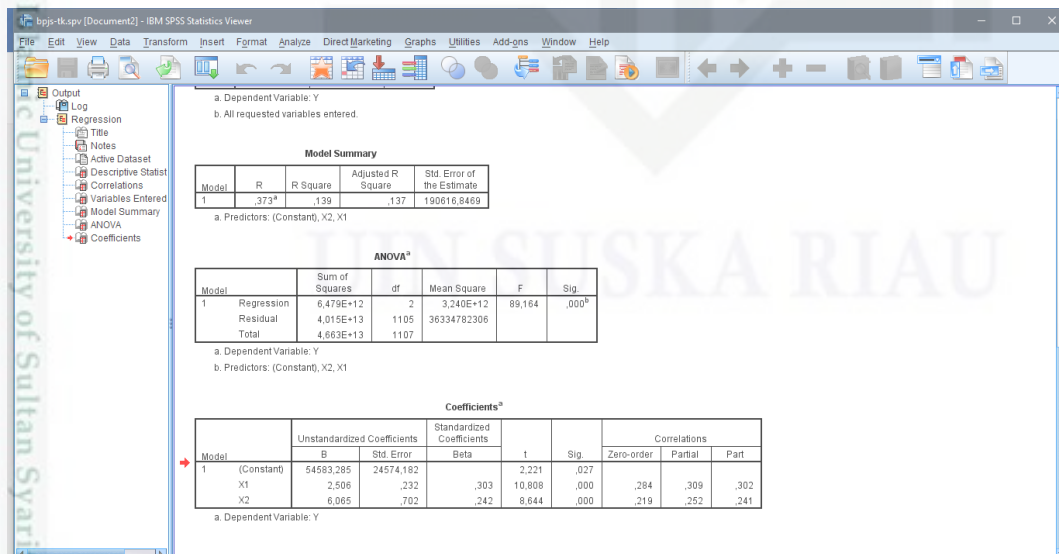 bpjs-tk.spv [Document2] - IBM SPSS Statistics Viewer
File Edit View Data Transform Insert Format Analyze Direct Marketing Graphs Utilities Add-ons Window Help
Output
Log
Regression
Title
Notes
Active Dataset
Descriptive Statist
Correlations
Variables Entered
Model Summary
ANOVA
Coefficients
a. Dependent Variable: Y
b. All requested variables entered.
Model Summary
Model R R Square Adjusted R Square Std. Error of the Estimate
1 ,373a ,139 ,137 190616,8469
a. Predictors: (Constant), X2, X1
ANOVAa
Model Sum of Squares df Mean Square F Sig.
1 Regression 6,479E+12 2 3,240E+12 89,164 ,000b
Residual 4,015E+13 1105 36334782306
Total 4,663E+13 1107
a. Dependent Variable: Y
b. Predictors: (Constant), X2, X1
Coefficientsa
Unstandardized Coefficients Standardized Coefficients Correlations
Model B Std. Error Beta t Sig. Zero-order Partial Part
1 (Constant) 54583,285 24574,182 2,221 ,027
X1 2,506 ,232 ,303 10,808 ,000 ,284 ,309 ,302
X2 6,065 ,702 ,242 8,644 ,000 ,219 ,252 ,241
a. Dependent Variable: Y
UIN SUSKA RIAU
ic University of Sultan Syari